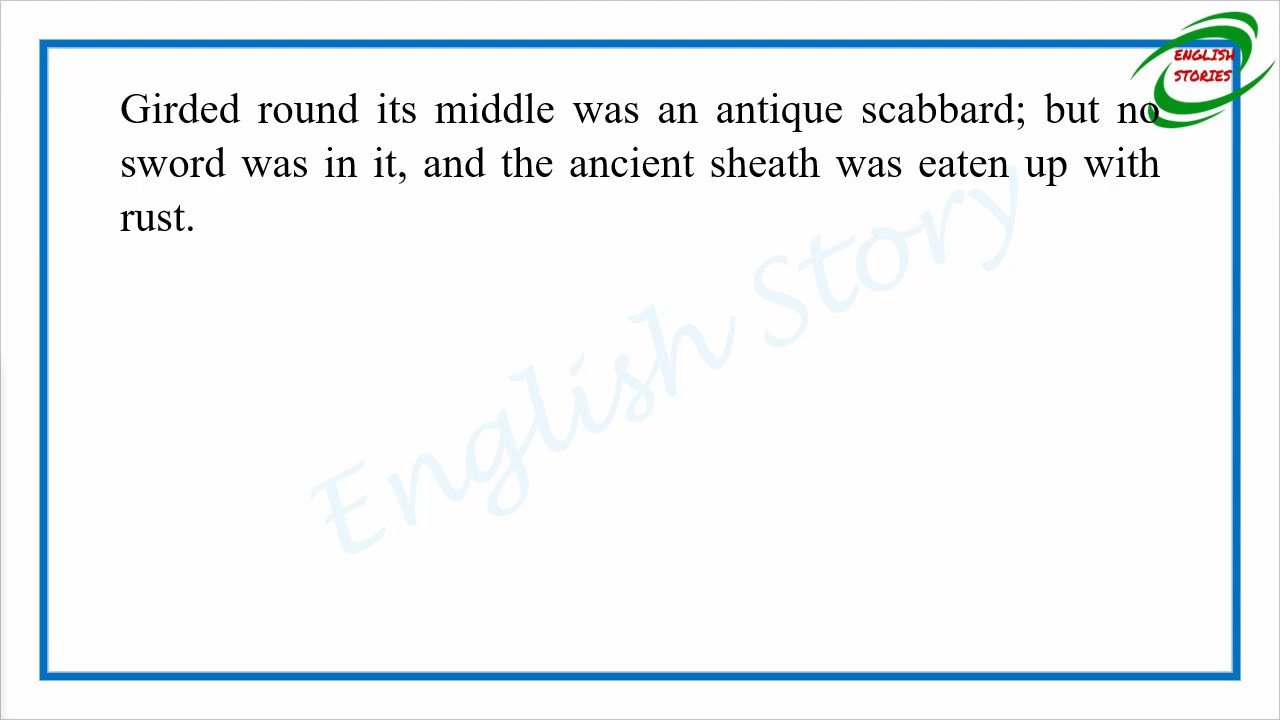 ENGLISH
STORIES
Girded round its middle was an antique scabbard; but no
sword was in it, and the ancient sheath was eaten up with
rust.
English Story